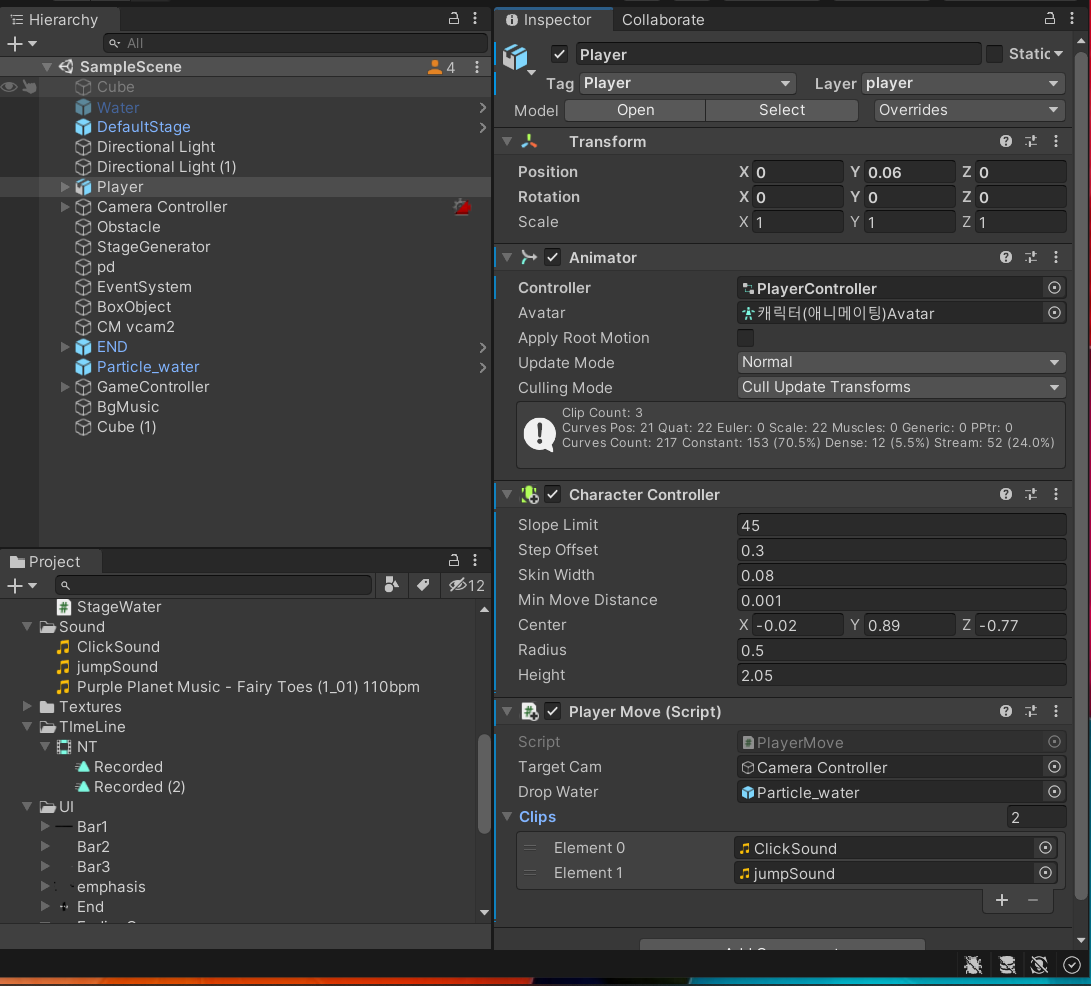 Hierarchy
All
SampleScene
4
Cube
Water
DefaultStage
Directional Light
Directional Light (1)
Player
Camera Controller
Obstacle
StageGenerator
pd
EventSystem
BoxObject
CM vcam2
END
Particle_water
GameController
BgMusic
Cube (1)
Project
12
StageWater
Sound
ClickSound
jumpSound
Purple Planet Music - Fairy Toes (1_01) 110bpm
Textures
TImeLine
NT
Recorded
Recorded (2)
UI
Bar1
Bar2
Bar3
emphasis
End
Inspector
Collaborate
Player
Static
Tag Player Layer player
Model Open Select Overrides
Transform
Position X 0 Y 0.06 Z 0
Rotation X 0 Y 0 Z 0
Scale X 1 Y 1 Z 1
Animator
Controller PlayerController
Avatar 캐릭터(애니메이팅)Avatar
Apply Root Motion
Update Mode Normal
Culling Mode Cull Update Transforms
Clip Count: 3
Curves Pos: 21 Quat: 22 Euler: 0 Scale: 22 Muscles: 0 Generic: 0 PPtr: 0
Curves Count: 217 Constant: 153 (70.5%) Dense: 12 (5.5%) Stream: 52 (24.0%)
Character Controller
Slope Limit 45
Step Offset 0.3
Skin Width 0.08
Min Move Distance 0.001
Center X -0.02 Y 0.89 Z -0.77
Radius 0.5
Height 2.05
Player Move (Script)
Script PlayerMove
Target Cam Camera Controller
Drop Water Particle_water
Clips 2
Element 0 ClickSound
Element 1 jumpSound